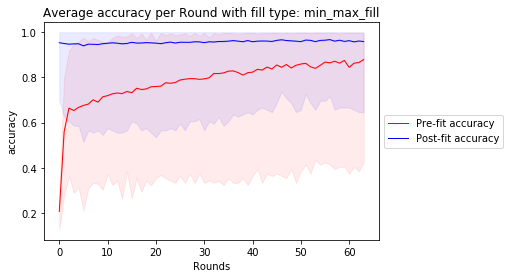 Average accuracy per Round with fill type: min_max_fill
accuracy
1.0
0.8
0.6
0.4
0.2
0
10
20
30
40
50
60
Rounds
Pre-fit accuracy
Post-fit accuracy